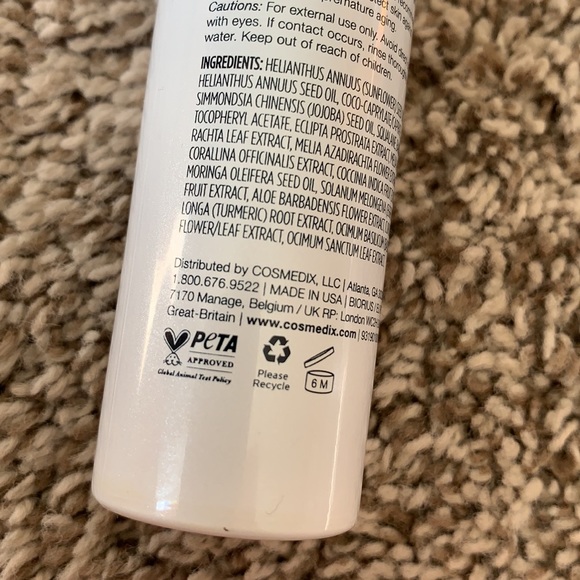 tect skin
premature aging.
Cautions: For external use only. Avoid
with eyes. If contact occurs, rinse
water. Keep out of reach of children.
INGREDIENTS: HELIANTHUS ANNUUS (SUNFLOWER)
HELIANTHUS ANNUUS SEED OIL, COCO-CAPRYLATE/
SIMMONDSIA CHINENSIS (JOJOBA) SEED OIL,
TOCOPHERYL ACETATE, ECLIPTA PROSTRATA EXTRACT,
RACHTA LEAF EXTRACT, MELIA AZADIRACHTA FLOWER
CORALLINA OFFICINALIS EXTRACT, COCCINIA INDICA
MORINGA OLEIFERA SEED OIL, SOLANUM MELONGENA
FRUIT EXTRACT, ALOE BARBADENSIS FLOWER EXTRACT,
LONGA (TURMERIC) ROOT EXTRACT, OCIMUM BASILICUM
FLOWER/LEAF EXTRACT, OCIMUM SANCTUM LEAF EXTRACT
Distributed by COSMEDIX, LLC | Atlanta, GA
1.800.676.9522 | MADE IN USA | BIORIUS /
7170 Manage, Belgium / UK RP: London
Great-Britain | www.cosmedix.com |
PETA
APPROVED
Global Animal Test Policy
Please
Recycle
6 M